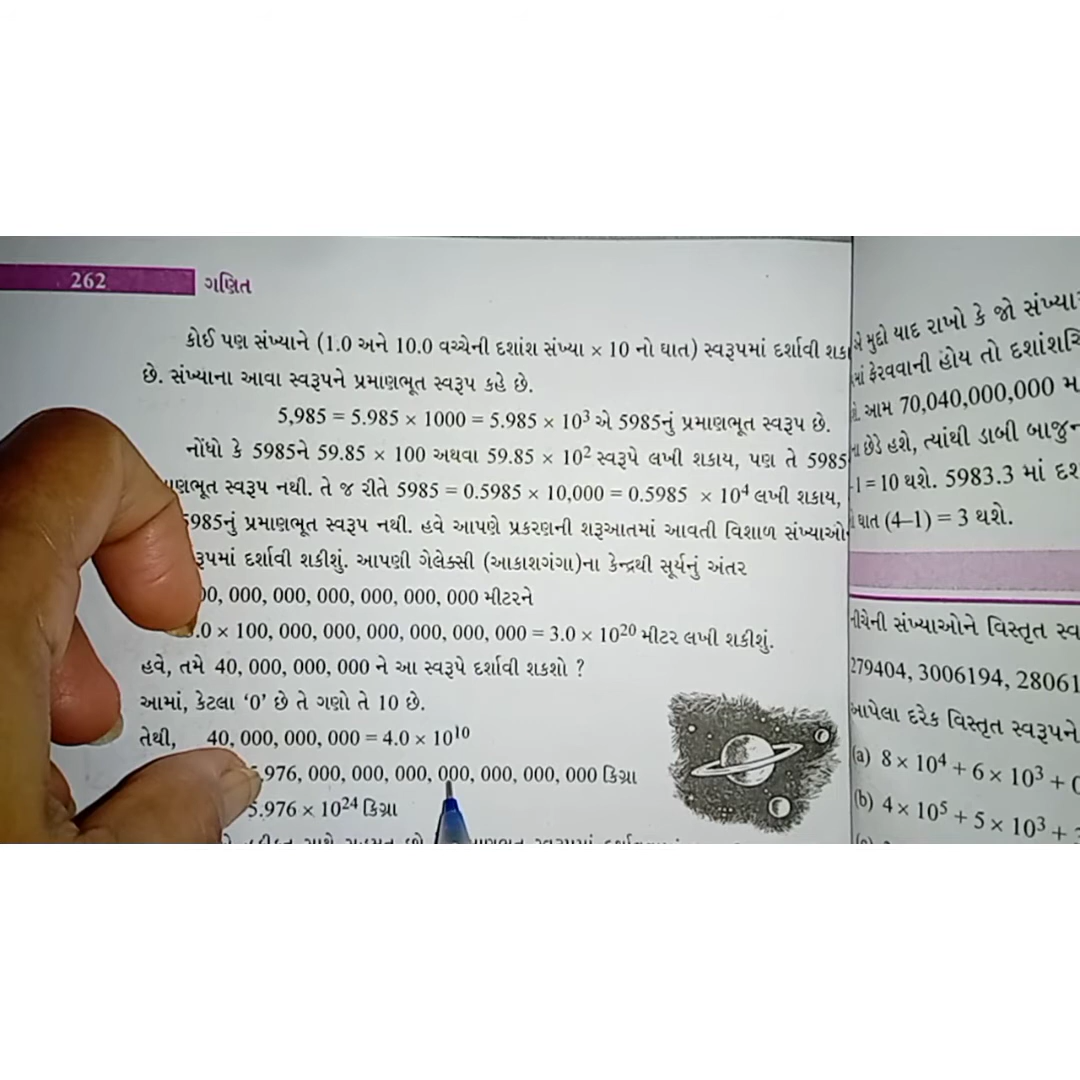 262
ગણિત
કોઈ પણ સંખ્યાને (1.0 અને 10.0 વચ્ચેની દશાંશ સંખ્યા × 10 નો ઘાત) સ્વરૂપમાં દર્શાવી
છે. સંખ્યાના આવા સ્વરૂપને પ્રમાણભૂત સ્વરૂપ કહે છે.
5,985 = 5.985 × 1000 = 5.985 × 10³ એ 5985નું પ્રમાણભૂત સ્વરૂપ છે.
નોંધો કે 5985ને 59.85 × 100 અથવા 59.85 × 10² સ્વરૂપે લખી શકાય, પણ તે 5985
સ્વરૂપ નથી. તે જ રીતે 5985 = 0.5985 × 10,000 = 0.5985 × 10⁴ લખી શકાય,
5985નું પ્રમાણભૂત સ્વરૂપ નથી. હવે આપણે પ્રકરણની શરૂઆતમાં આવતી વિશાળ સંખ્યાઓ
દર્શાવી શકીશું. આપણી ગેલેક્સી (આકાશગંગા)ના કેન્દ્રથી સૂર્યનું અંતર
00, 000, 000, 000, 000, 000, 000 મીટરને
.0 × 100, 000, 000, 000, 000, 000, 000 = 3.0 × 10²⁰ મીટર લખી શકીશું.
હવે, તમે 40, 000, 000, 000 ને આ સ્વરૂપે દર્શાવી શકશો ?
આમાં, કેટલા ‘0’ છે તે ગણો તે 10 છે.
તેથી, 40, 000, 000, 000 = 4.0 × 10¹⁰
.976, 000, 000, 000, 000, 000, 000, 000 કિગ્રા
5.976 × 10²⁴ કિગ્રા
એ મુદ્દો યાદ રાખો કે જો
ફેરવવાની હોય તો
આમ 70,040,000,000
છેડે હશે, ત્યાંથી ડાબી
1 = 10 થશે. 5983.3 માં
ઘાત (4–1) = 3 થશે.
સંખ્યાઓને વિસ્તૃત
279404, 3006194, 28061
આપેલા દરેક વિસ્તૃત સ્વરૂપને
(a) 8 × 10⁴ + 6 × 10³ +
(b) 4 × 10⁵ + 5 × 10³ +